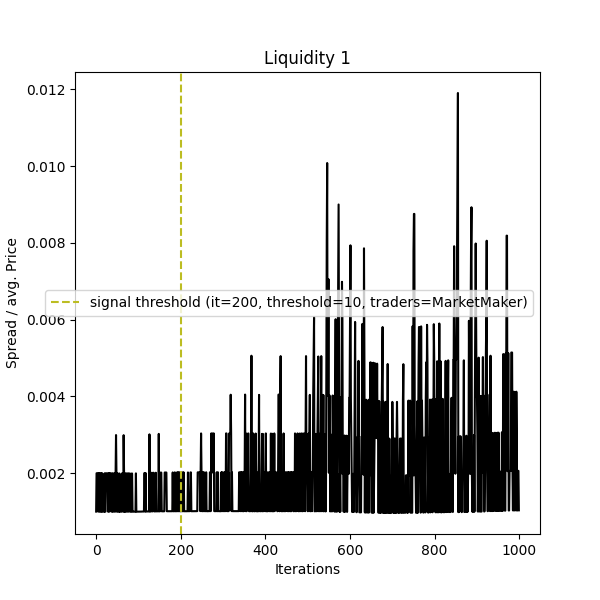 Liquidity 1
0.012
0.010
0.008
0.006
0.004
0.002
Spread / avg. Price
signal threshold (it=200, threshold=10, traders=MarketMaker)
0 200 400 600 800 1000
Iterations